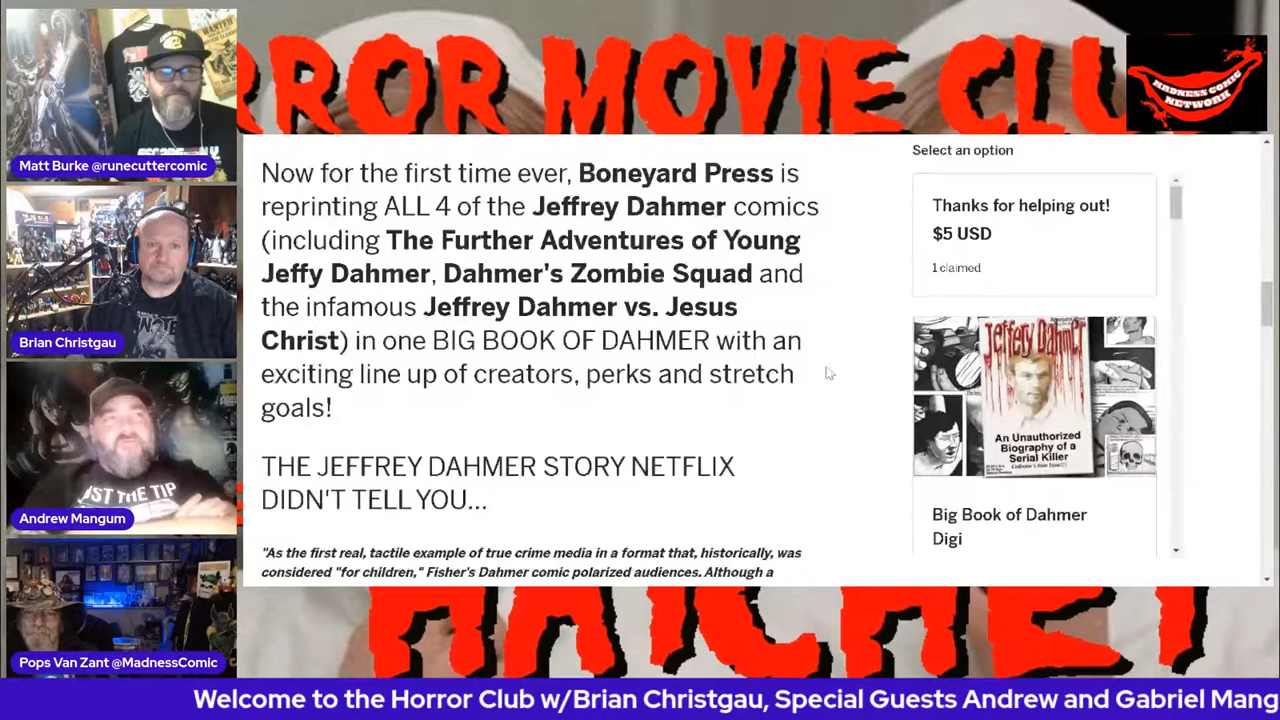 RROR MOVIE CLU
MADNESS COMIC
NETWORK
Matt Burke @runecuttercomic
Brian Christgau
UST THE TIP
Andrew Mangum
Pops Van Zant @MadnessComic
Now for the first time ever, Boneyard Press is
reprinting ALL 4 of the Jeffrey Dahmer comics
(including The Further Adventures of Young
Jeffy Dahmer, Dahmer's Zombie Squad and
the infamous Jeffrey Dahmer vs. Jesus
Christ) in one BIG BOOK OF DAHMER with an
exciting line up of creators, perks and stretch
goals!
THE JEFFREY DAHMER STORY NETFLIX
DIDN'T TELL YOU...
"As the first real, tactile example of true crime media in a format that, historically, was
considered "for children," Fisher's Dahmer comic polarized audiences. Although a
Select an option
Thanks for helping out!
$5 USD
1 claimed
Jeffery Dahmer
An Unauthorized
Biography of a
Serial Killer
Big Book of Dahmer
Digi
Welcome to the Horror Club w/Brian Christgau, Special Guests Andrew and Gabriel Mang